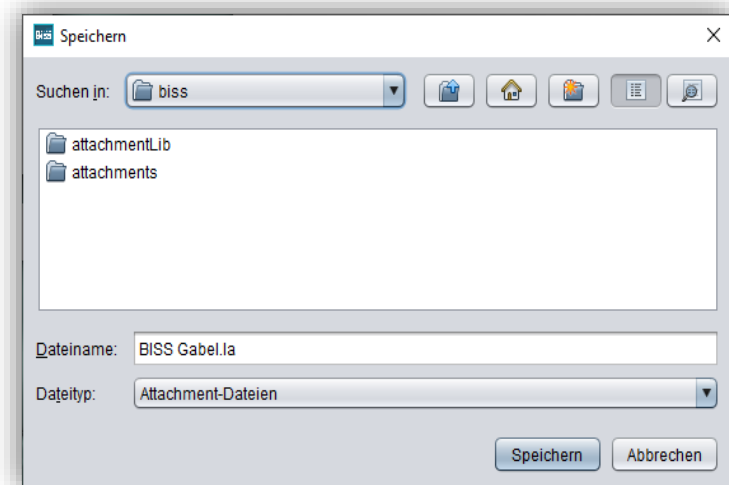 BISS Speichern
Suchen in: biss
attachmentLib
attachments
Dateiname: BISS Gabel.la
Dateityp: Attachment-Dateien
Speichern Abbrechen